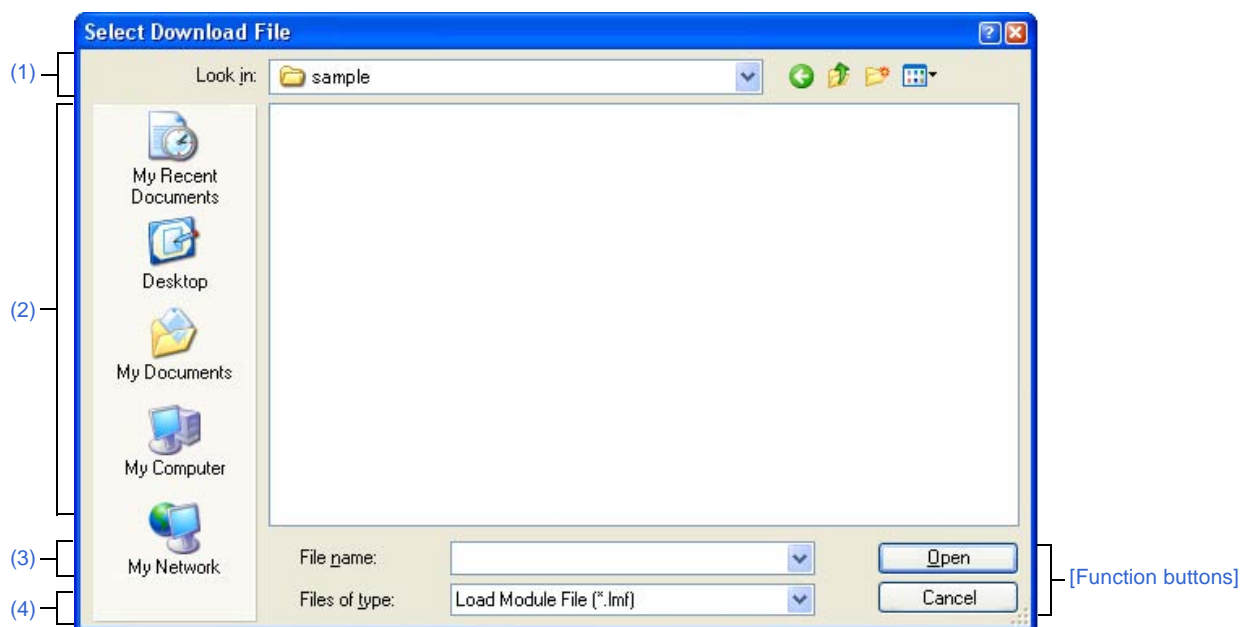 Select Download File
(1)
Look in:
sample
(2)
My Recent
Documents
Desktop
My Documents
My Computer
My Network
(3)
File name:
Open
[Function buttons]
(4)
Files of type:
Load Module File (*.lmf)
Cancel